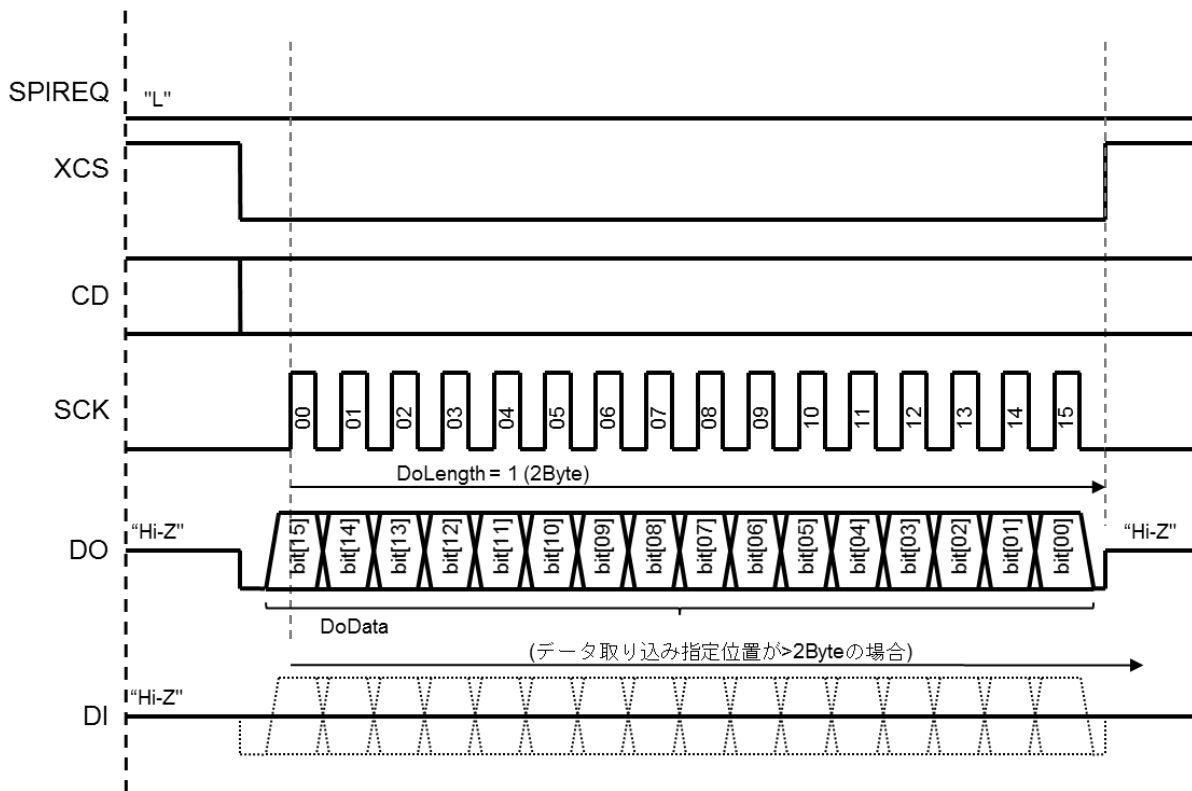 SPIREQ "L"
XCS
CD
SCK 00 01 02 03 04 05 06 07 08 09 10 11 12 13 14 15
DoLength = 1 (2Byte)
DO “Hi-Z" bit[15] bit[14] bit[13] bit[12] bit[11] bit[10] bit[09] bit[08] bit[07] bit[06] bit[05] bit[04] bit[03] bit[02] bit[01] bit[00] “Hi-Z"
DoData
(データ取り込み指定位置が>2Byteの場合)
DI “Hi-Z"